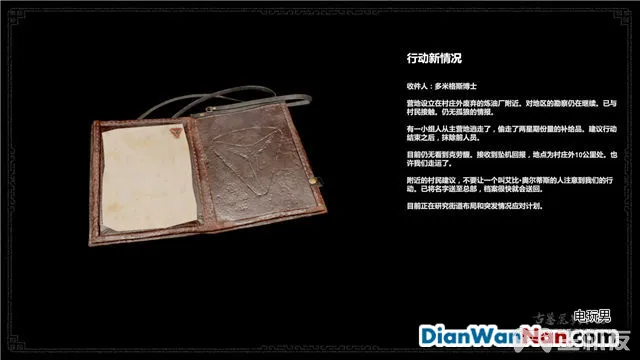 行动新情况
收件人：多米格斯博士
营地设立在村庄外废弃的炼油厂附近。对地区的勘察仍在继续。已与
村民接触。仍无孤狼的情报。
有一小组人从主营地逃走了，偷走了两星期份量的补给品。建议行动
结束之后，抹除前人员。
目前仍无看到克劳馥。接收到坠机回报，地点为村庄外10公里处。也
许我们走运了。
附近的村民建议，不要让一个叫艾比·奥尔蒂斯的人注意到我们的行
动。已将名字送至总部，档案很快就会送回。
目前正在研究街道布局和突发情况应对计划。
电玩男
DianWanNan.com